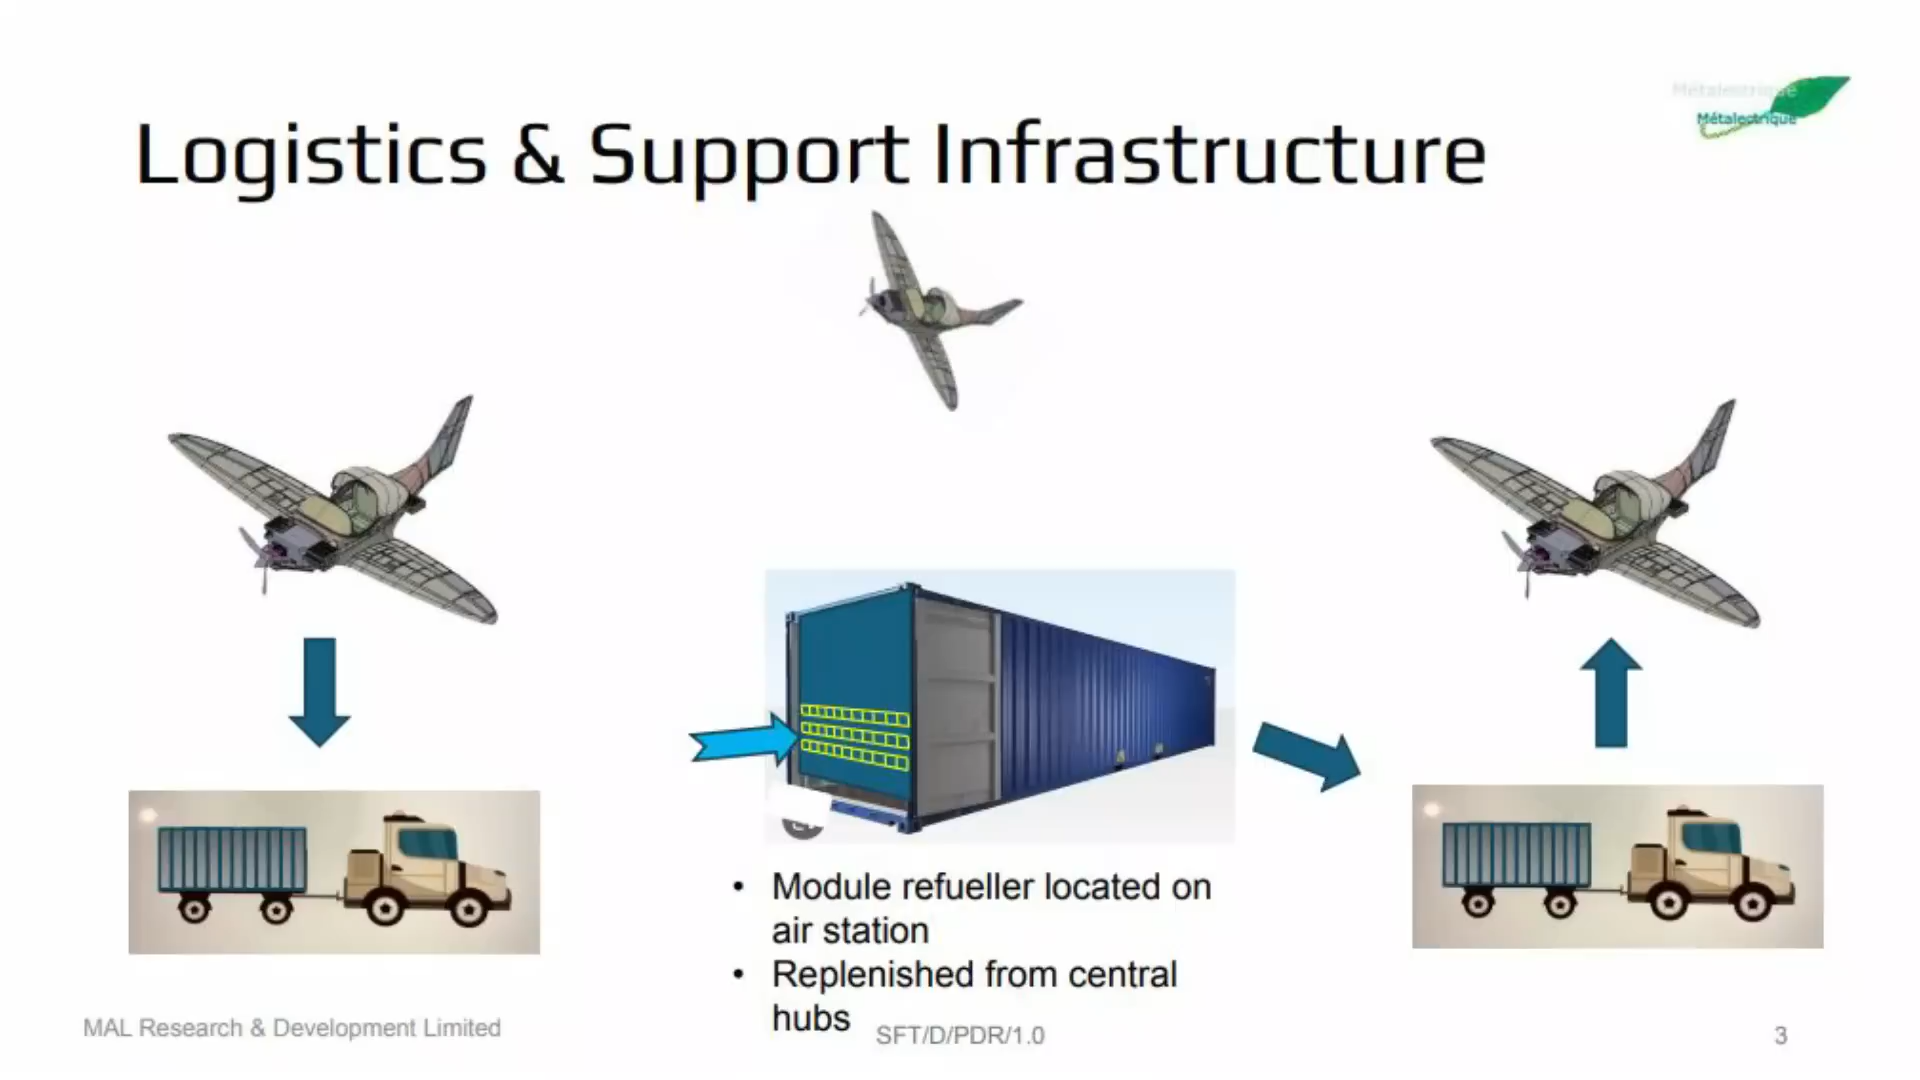 Métalectrique
Métalectrique
Logistics & Support Infrastructure
• Module refueller located on
air station
• Replenished from central
hubs
MAL Research & Development Limited
SFT/D/PDR/1.0
3